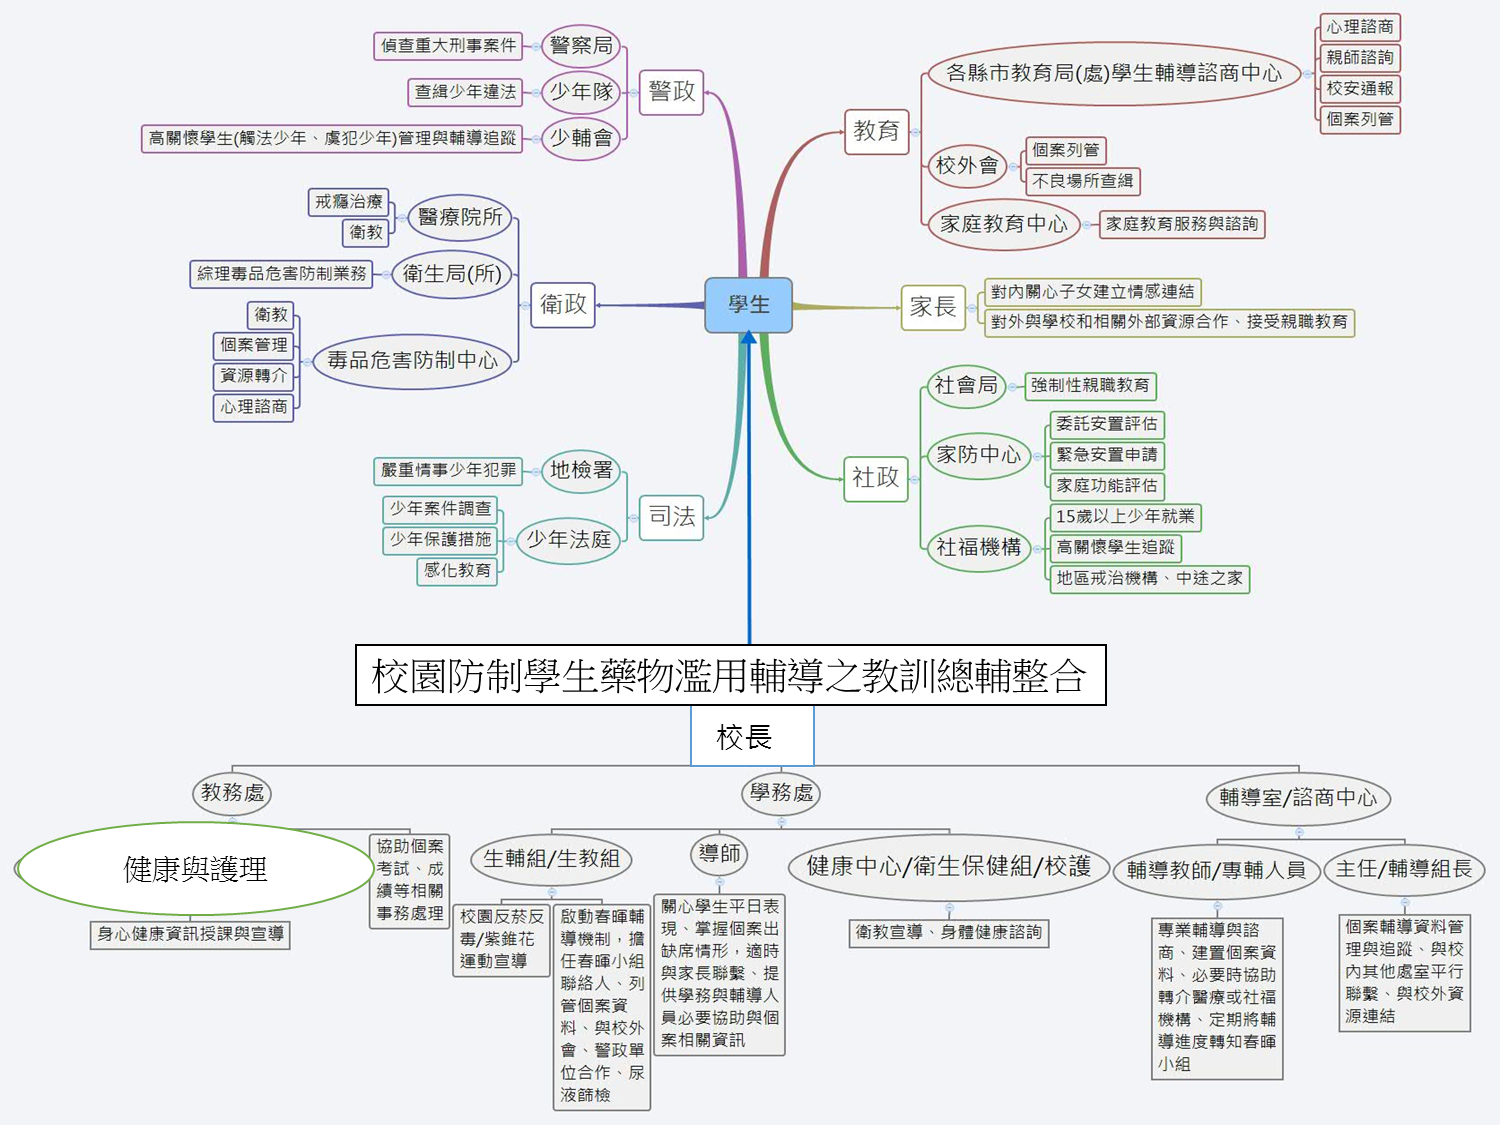 警政
警察局
偵查重大刑事案件
少年隊
查緝少年違法
少輔會
高關懷學生(觸法少年、虞犯少年)管理與輔導追蹤
衛政
醫療院所
戒癮治療
衛教
衛生局(所)
綜理毒品危害防制業務
毒品危害防制中心
衛教
個案管理
資源轉介
心理諮商
司法
地檢署
嚴重情事少年犯罪
少年法庭
少年案件調查
少年保護措施
感化教育
學生
教育
各縣市教育局(處)學生輔導諮商中心
心理諮商
親師諮詢
校安通報
個案列管
校外會
個案列管
不良場所查緝
家庭教育中心
家庭教育服務與諮詢
家長
對內關心子女建立情感連結
對外與學校和相關外部資源合作、接受親職教育
社政
社會局
強制性親職教育
家防中心
委託安置評估
緊急安置申請
家庭功能評估
社福機構
15歲以上少年就業
高關懷學生追蹤
地區戒治機構、中途之家
校園防制學生藥物濫用輔導之教訓總輔整合
校長
教務處
健康與護理
身心健康資訊授課與宣導
協助個案
考試、成
績等相關
事務處理
學務處
生輔組/生教組
校園反菸反
毒/紫錐花
運動宣導
啟動春暉輔
導機制，擔
任春暉小組
聯絡人、列
管個案資
料、與校外
會、警政單
位合作、尿
液篩檢
導師
關心學生平日表
現、掌握個案出
缺席情形，適時
與家長聯繫、提
供學務與輔導人
員必要協助與個
案相關資訊
健康中心/衛生保健組/校護
衛教宣導、身體健康諮詢
輔導室/諮商中心
輔導教師/專輔人員
專業輔導與諮
商、建置個案資
料、必要時協助
轉介醫療或社福
機構、定期將輔
導進度轉知春暉
小組
主任/輔導組長
個案輔導資料管
理與追蹤、與校
內其他處室平行
聯繫、與校外資
源連結